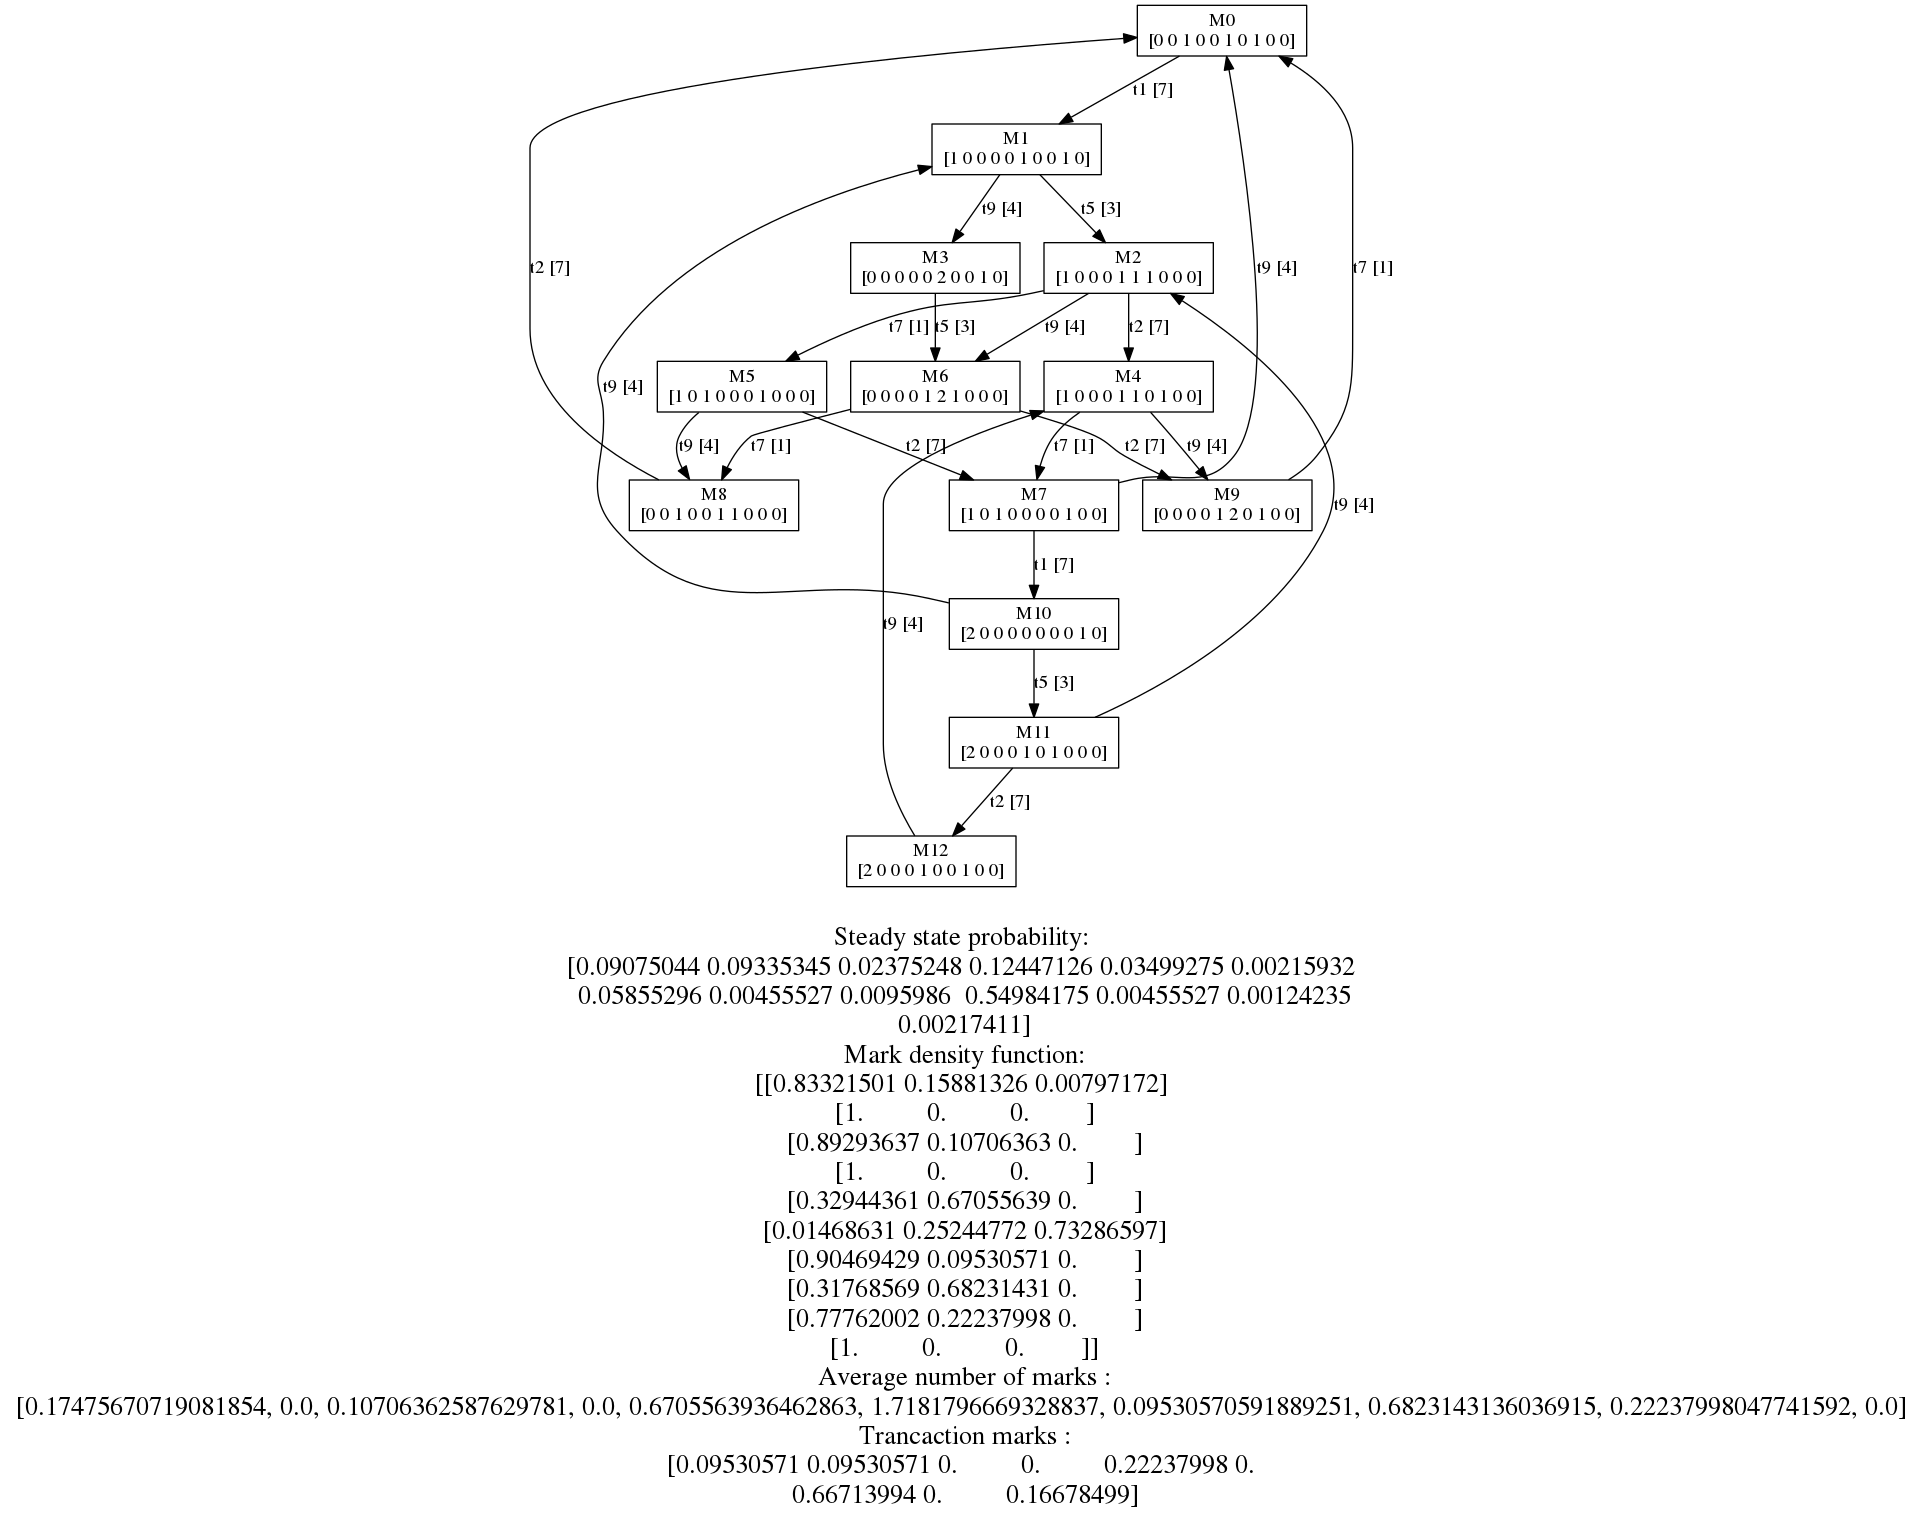 M0
[0 0 1 0 0 1 0 1 0 0]
t1 [7]
M1
[1 0 0 0 0 1 0 0 1 0]
t9 [4]
t5 [3]
M3
[0 0 0 0 0 2 0 0 1 0]
M2
[1 0 0 0 1 1 1 0 0 0]
t2 [7]
t9 [4]
t7 [1]
t7 [1]
t5 [3]
t9 [4]
t2 [7]
M5
[1 0 1 0 0 0 1 0 0 0]
M6
[0 0 0 0 1 2 1 0 0 0]
M4
[1 0 0 0 1 1 0 1 0 0]
t9 [4]
t9 [4]
t7 [1]
t2 [7]
t7 [1]
t2 [7]
t9 [4]
M8
[0 0 1 0 0 1 1 0 0 0]
M7
[1 0 1 0 0 0 0 1 0 0]
M9
[0 0 0 0 1 2 0 1 0 0]
t9 [4]
t1 [7]
M10
[2 0 0 0 0 0 0 0 1 0]
t9 [4]
t5 [3]
M11
[2 0 0 0 1 0 1 0 0 0]
t2 [7]
M12
[2 0 0 0 1 0 0 1 0 0]
Steady state probability:
[0.09075044 0.09335345 0.02375248 0.12447126 0.03499275 0.00215932
0.05855296 0.00455527 0.0095986 0.54984175 0.00455527 0.00124235
0.00217411]
Mark density function:
[[0.83321501 0.15881326 0.00797172]
[1. 0. 0. ]
[0.89293637 0.10706363 0. ]
[1. 0. 0. ]
[0.32944361 0.67055639 0. ]
[0.01468631 0.25244772 0.73286597]
[0.90469429 0.09530571 0. ]
[0.31768569 0.68231431 0. ]
[0.77762002 0.22237998 0. ]
[1. 0. 0. ]]
Average number of marks :
[0.17475670719081854, 0.0, 0.10706362587629781, 0.0, 0.6705563936462863, 1.7181796669328837, 0.09530570591889251, 0.6823143136036915, 0.22237998047741592, 0.0]
Trancaction marks :
[0.09530571 0.09530571 0. 0. 0.22237998 0.
0.66713994 0. 0.16678499]